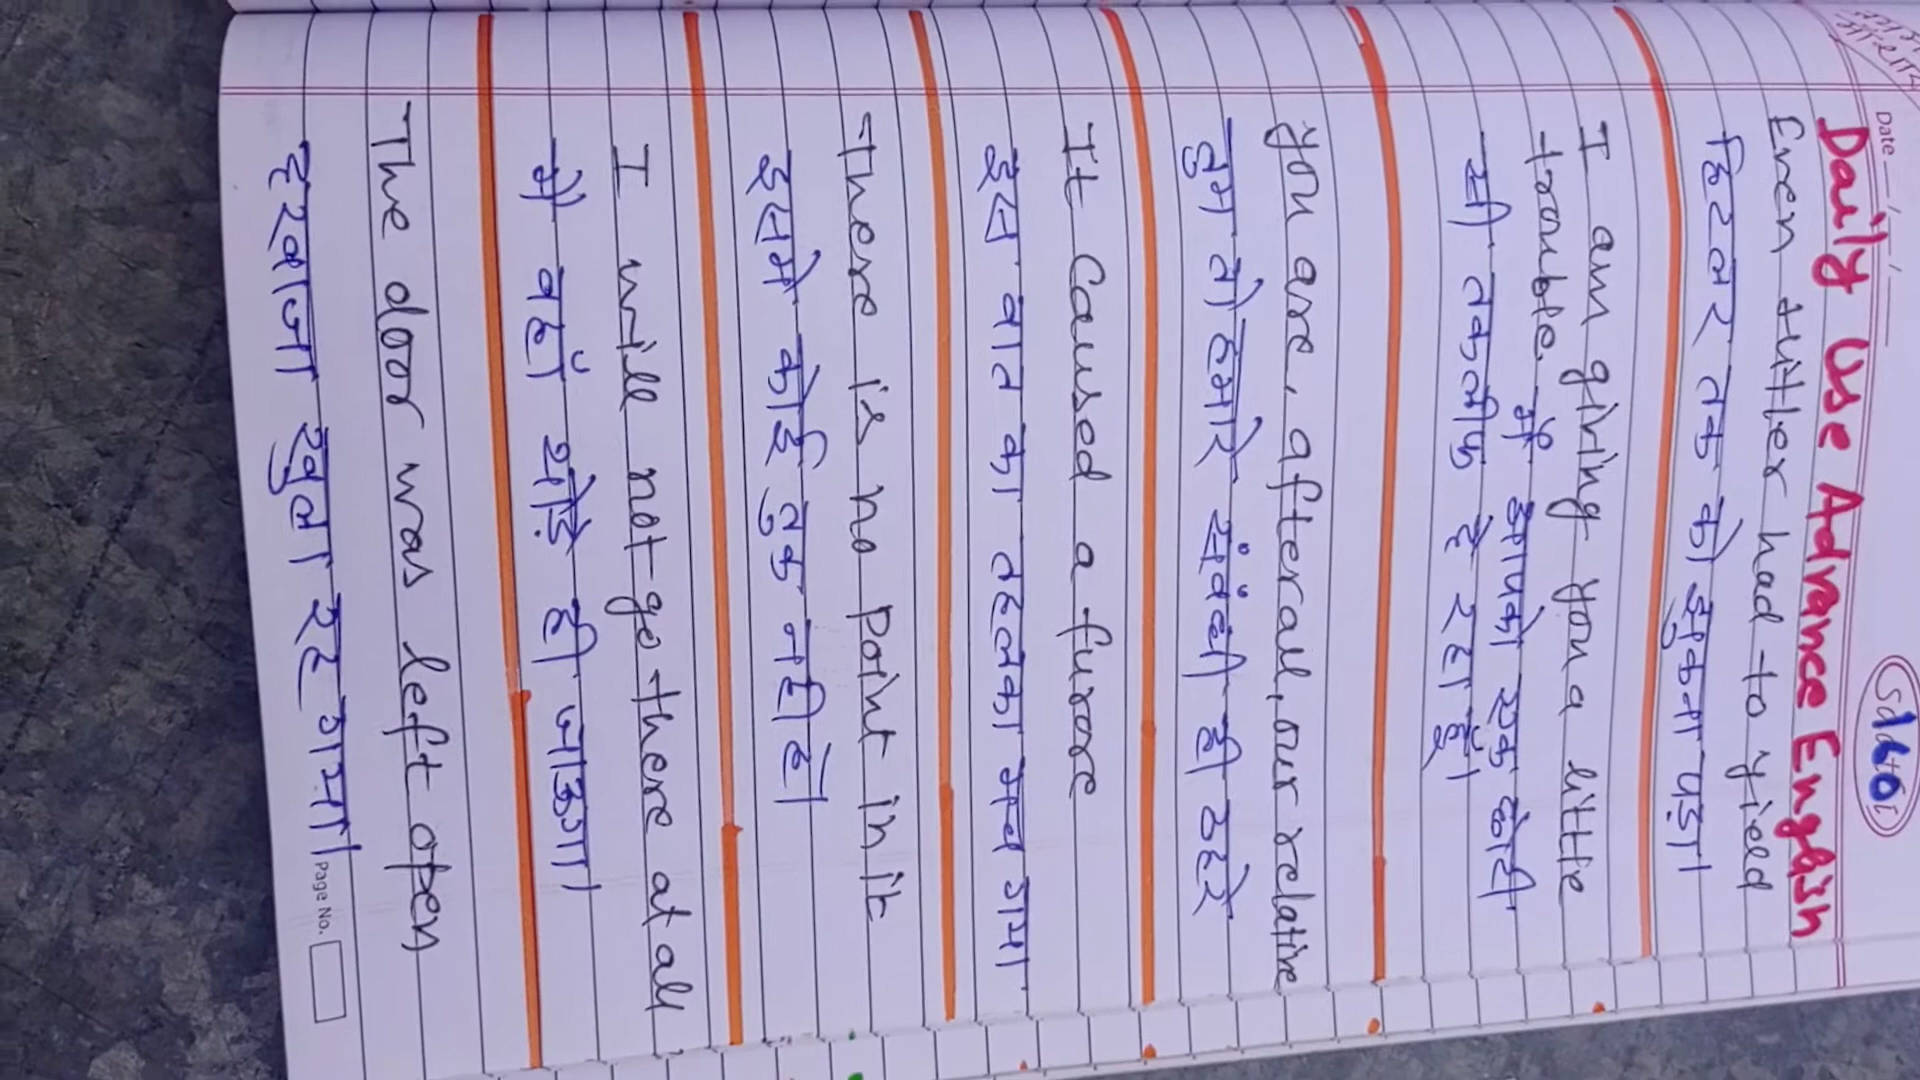 Date
Daily Use Advance English
Even Hitler had to yield
हिटलर तक को झुकना पड़ा।
I am giving you a little
trouble. मैं आपको एक छोटी
सी तकलीफ दे रहा हूं।
you are, afterall, our relative
तुम तो हमारे संबंधी ही ठहरे
It Caused a furore
इस बात का तहलका मच गया।
There is no point in it
इसमे कोई तुक नही है।
I will not go there at all
मै वहाँ थोड़े ही जाऊगा।
The door was left open
दरवाजा खुला रह गया।
Page No.